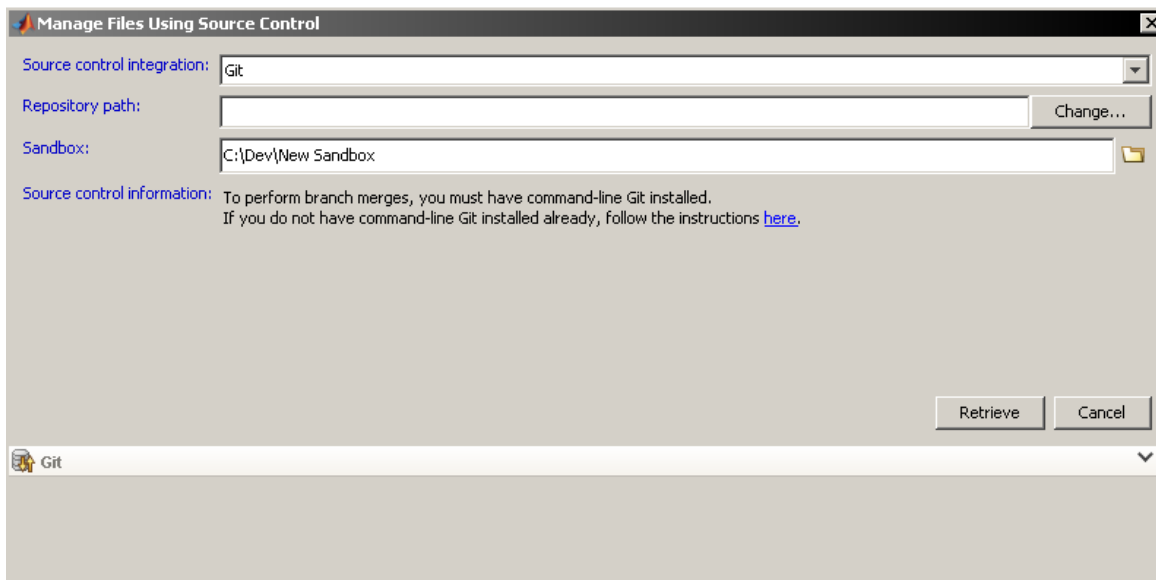 Manage Files Using Source Control
Source control integration: Git
Repository path: Change...
Sandbox: C:\Dev\New Sandbox
Source control information: To perform branch merges, you must have command-line Git installed.
If you do not have command-line Git installed already, follow the instructions here.
Retrieve Cancel
Git